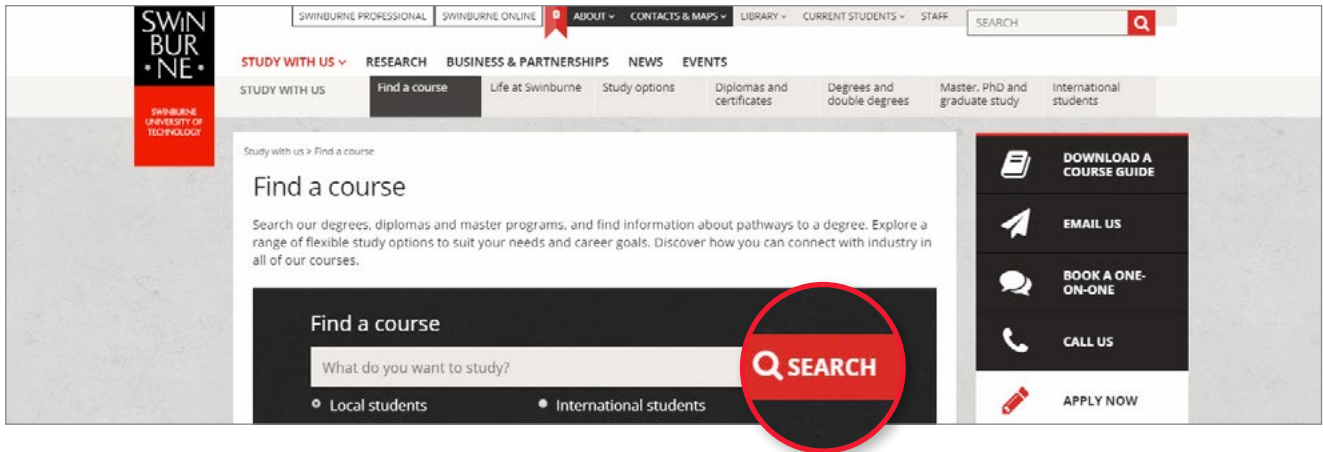 SWINBURNE PROFESSIONAL SWINBURNE ONLINE 0 ABOUT CONTACTS & MAPS LIBRARY CURRENT STUDENTS STAFF SEARCH
SWIN
BUR
• NE •
SWINBURNE
UNIVERSITY OF
TECHNOLOGY
STUDY WITH US RESEARCH BUSINESS & PARTNERSHIPS NEWS EVENTS
STUDY WITH US Find a course Life at Swinburne Study options Diplomas and certificates Degrees and double degrees Master, PhD and graduate study International students
Study with us > Find a course
Find a course
Search our degrees, diplomas and master programs, and find information about pathways to a degree. Explore a
range of flexible study options to suit your needs and career goals. Discover how you can connect with industry in
all of our courses.
Find a course
What do you want to study?
SEARCH
Local students International students
DOWNLOAD A
COURSE GUIDE
EMAIL US
BOOK A ONE-
ON-ONE
CALL US
APPLY NOW